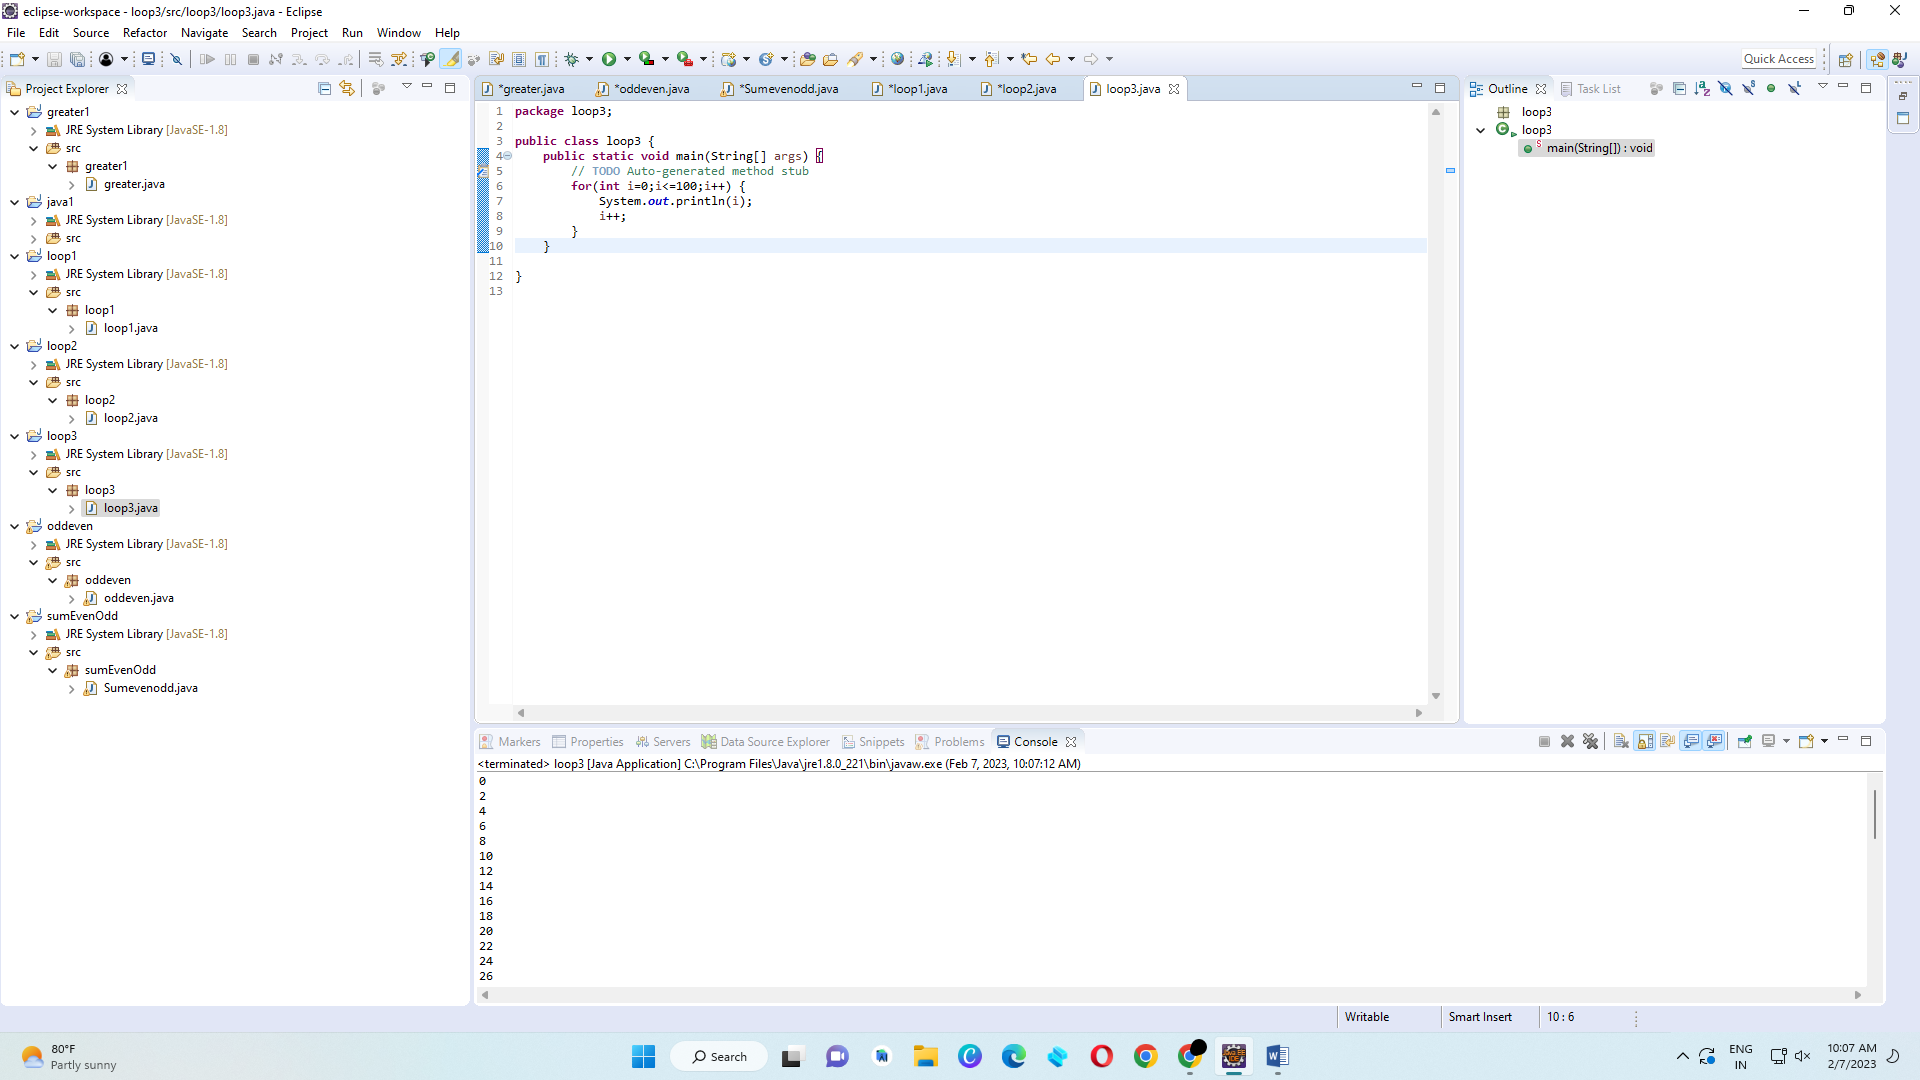 eclipse-workspace - loop3/src/loop3/loop3.java - Eclipse
File Edit Source Refactor Navigate Search Project Run Window Help
Quick Access
Project Explorer
greater1
JRE System Library [JavaSE-1.8]
src
greater1
greater.java
java1
JRE System Library [JavaSE-1.8]
src
loop1
JRE System Library [JavaSE-1.8]
src
loop1
loop1.java
loop2
JRE System Library [JavaSE-1.8]
src
loop2
loop2.java
loop3
JRE System Library [JavaSE-1.8]
src
loop3
loop3.java
oddeven
JRE System Library [JavaSE-1.8]
src
oddeven
oddeven.java
sumEvenOdd
JRE System Library [JavaSE-1.8]
src
sumEvenOdd
Sumevenodd.java
*greater.java *oddeven.java *Sumevenodd.java *loop1.java *loop2.java loop3.java
1 package loop3;
2
3 public class loop3 {
4 public static void main(String[] args) {
5 // TODO Auto-generated method stub
6 for(int i=0;i<=100;i++) {
7 System.out.println(i);
8 i++;
9 }
10 }
11
12 }
13
Outline Task List
loop3
loop3
main(String[]) : void
Markers Properties Servers Data Source Explorer Snippets Problems Console
<terminated> loop3 [Java Application] C:\Program Files\Java\jre1.8.0_221\bin\javaw.exe (Feb 7, 2023, 10:07:12 AM)
0
2
4
6
8
10
12
14
16
18
20
22
24
26
Writable Smart Insert 10 : 6
80°F
Partly sunny
Search
ENG
IN
10:07 AM
2/7/2023